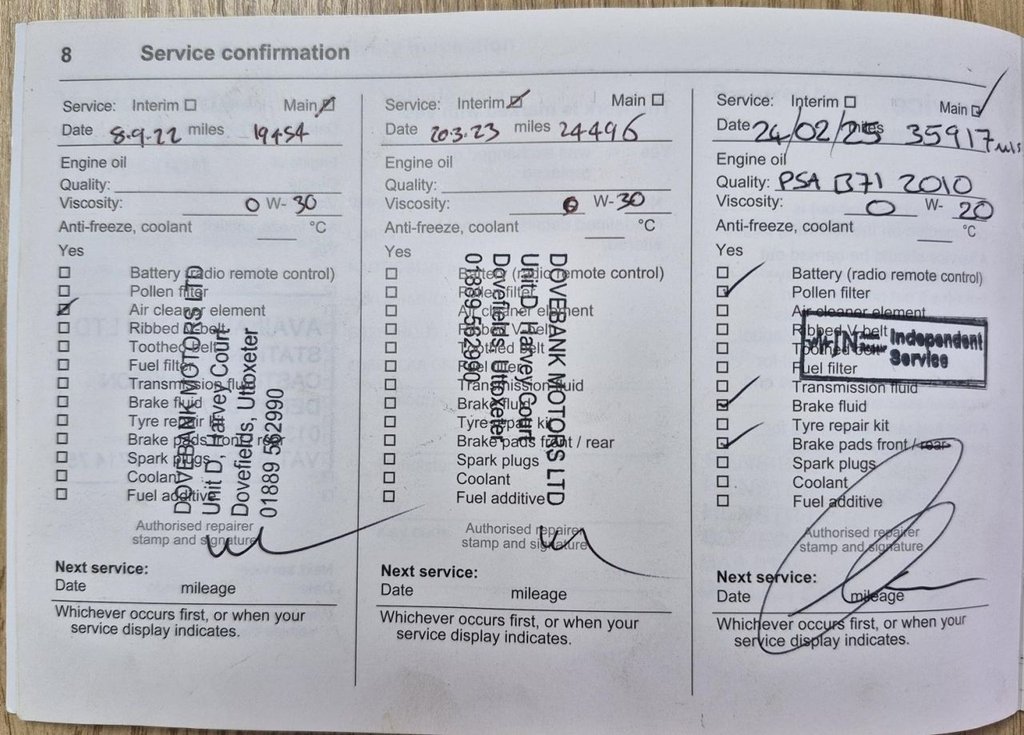 8 Service confirmation
Service: Interim Main
Date 8.9.22 miles 19454
Engine oil
Quality:
Viscosity: 0 W- 30
Anti-freeze, coolant °C
Yes
Battery (radio remote control)
Pollen filter
Air cleaner element
Ribbed V belt
Toothed belt
Fuel filter
Transmission fluid
Brake fluid
Tyre repair kit
Brake pads front / rear
Spark plugs
Coolant
Fuel additive
DOVEBANK MOTORS LTD
Unit D, Harvey Court
Dovefields, Uttoxeter
01889 562990
Authorised repairer
stamp and signature
Next service:
Date mileage
Whichever occurs first, or when your
service display indicates.
Service: Interim Main
Date 20.3.23 miles 24496
Engine oil
Quality:
Viscosity: 0 W- 30
Anti-freeze, coolant °C
Yes
Battery (radio remote control)
Pollen filter
Air cleaner element
Ribbed V belt
Toothed belt
Fuel filter
Transmission fluid
Brake fluid
Tyre repair kit
Brake pads front / rear
Spark plugs
Coolant
Fuel additive
DOVEBANK MOTORS LTD
Unit D, Harvey Court
Dovefields, Uttoxeter
01889 562990
Authorised repairer
stamp and signature
Next service:
Date mileage
Whichever occurs first, or when your
service display indicates.
Service: Interim Main
Date 24/02/25 miles 35917 mls
Engine oil
Quality: PSA B71 2010
Viscosity: 0 W- 20
Anti-freeze, coolant °C
Yes
Battery (radio remote control)
Pollen filter
Air cleaner element
Ribbed V belt
Toothed belt
Fuel filter
Transmission fluid
Brake fluid
Tyre repair kit
Brake pads front / rear
Spark plugs
Coolant
Fuel additive
Independent
Service
Authorised repairer
stamp and signature
Next service:
Date mileage
Whichever occurs first, or when your
service display indicates.